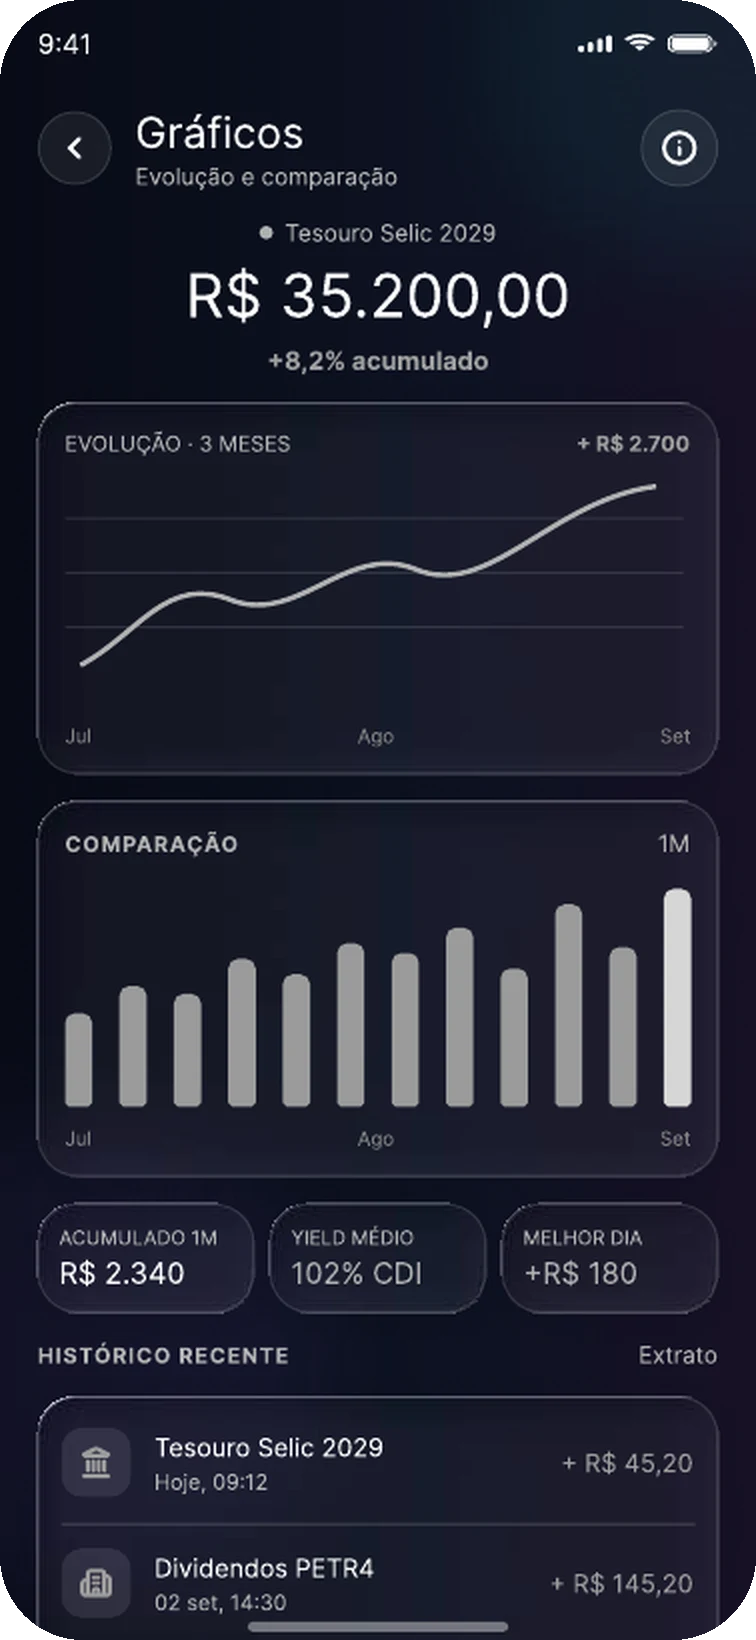 9:41
Gráficos
Evolução e comparação
Tesouro Selic 2029
R$ 35.200,00
+8,2% acumulado
EVOLUÇÃO · 3 MESES
+ R$ 2.700
Jul Ago Set
COMPARAÇÃO
1M
Jul Ago Set
ACUMULADO 1M
R$ 2.340
YIELD MÉDIO
102% CDI
MELHOR DIA
+R$ 180
HISTÓRICO RECENTE
Extrato
Tesouro Selic 2029
Hoje, 09:12
+ R$ 45,20
Dividendos PETR4
02 set, 14:30
+ R$ 145,20